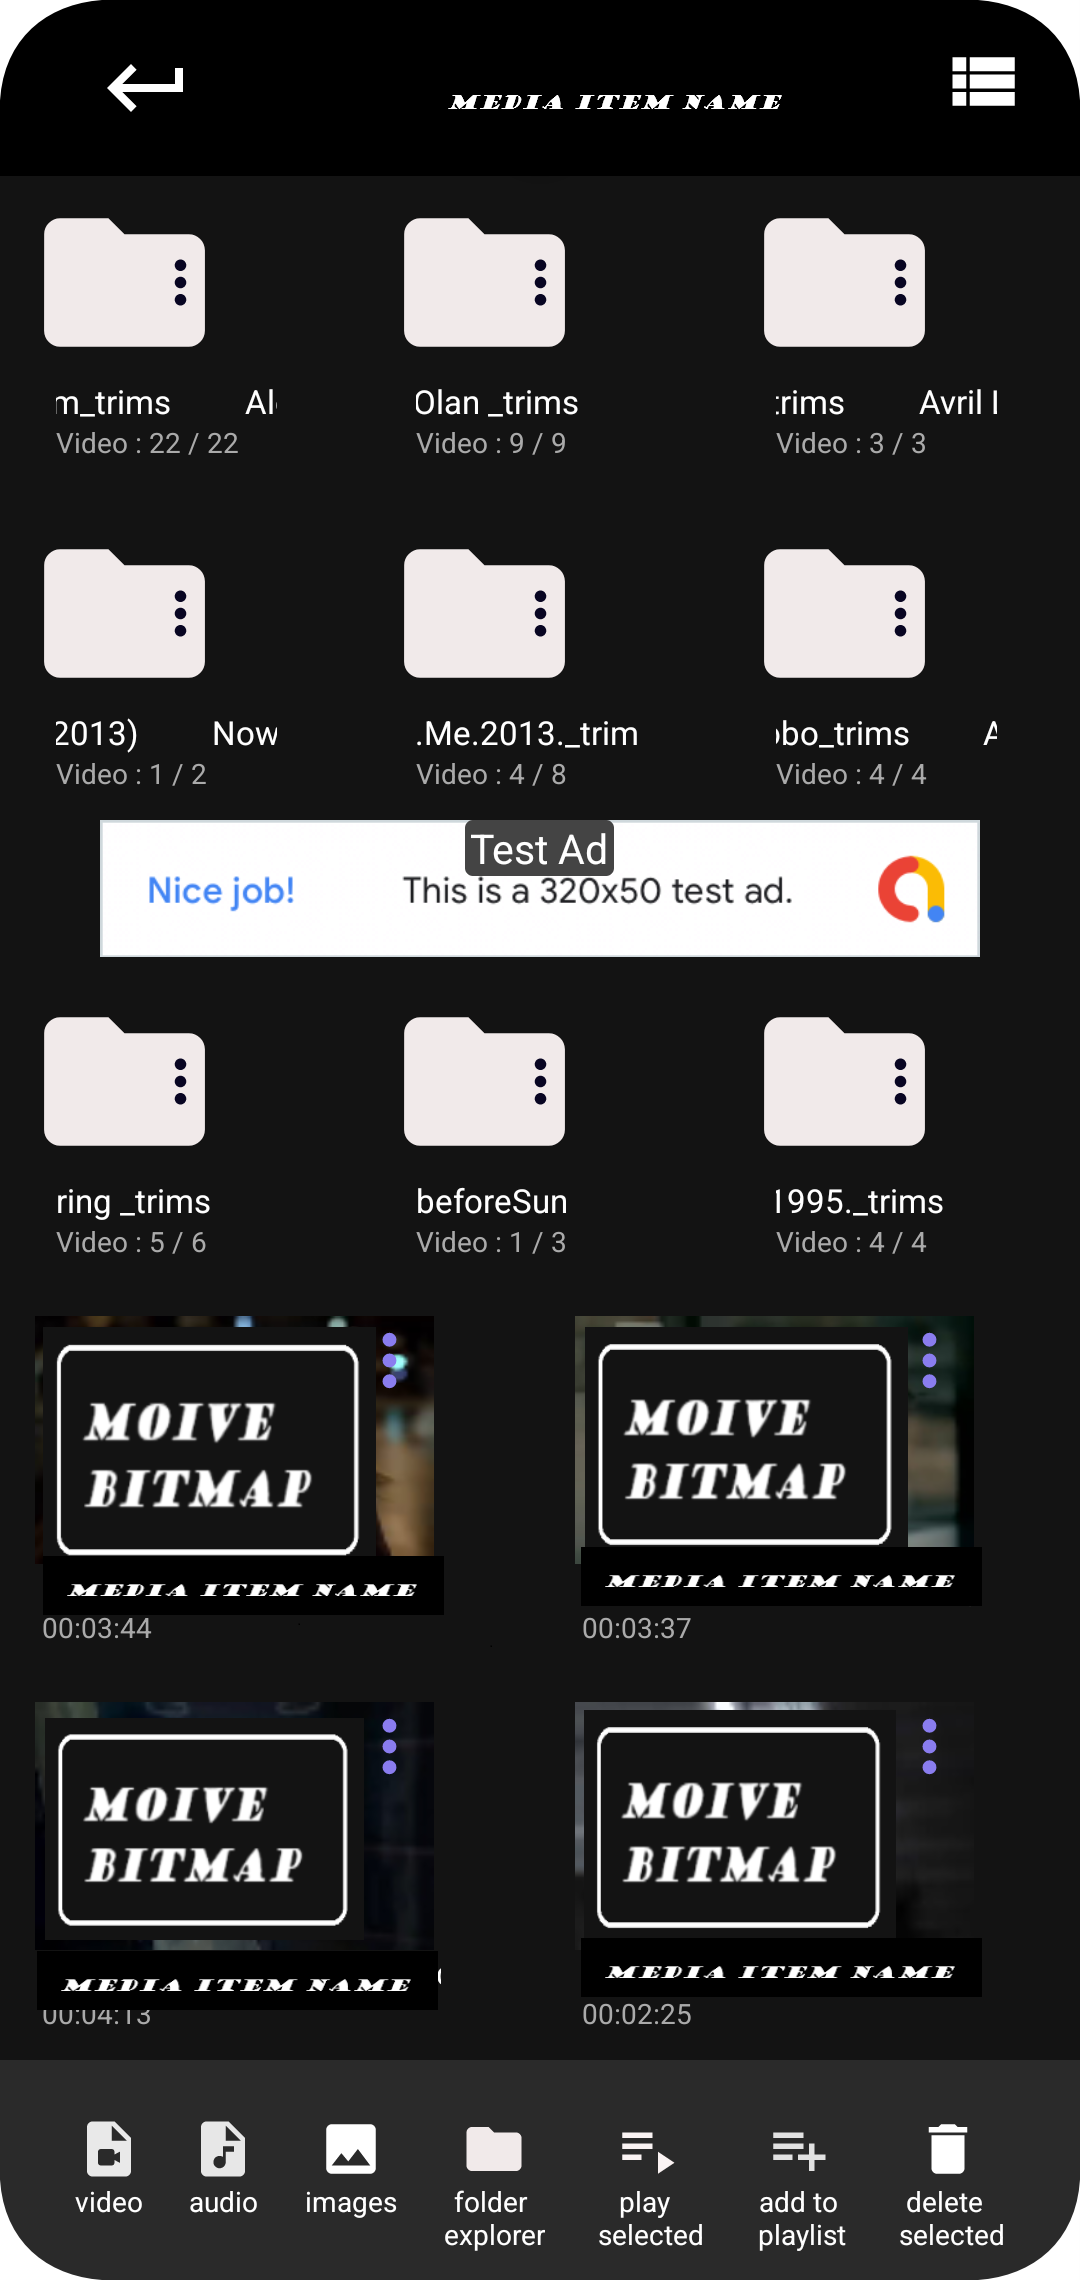 MEDIA ITEM NAME
m_trims Al
Olan _trims
trims Avril
Video : 22 / 22
Video : 9 / 9
Video : 3 / 3
2013) Now
.Me.2013._trim
obo_trims A
Video : 1 / 2
Video : 4 / 8
Video : 4 / 4
Test Ad
Nice job!
This is a 320x50 test ad.
ring _trims
beforeSun
1995._trims
Video : 5 / 6
Video : 1 / 3
Video : 4 / 4
MOIVE
BITMAP
MEDIA ITEM NAME
00:03:44
MOIVE
BITMAP
MEDIA ITEM NAME
00:03:37
MOIVE
BITMAP
MEDIA ITEM NAME
00:04:13
MOIVE
BITMAP
MEDIA ITEM NAME
00:02:25
video
audio
images
folder
explorer
play
selected
add to
playlist
delete
selected